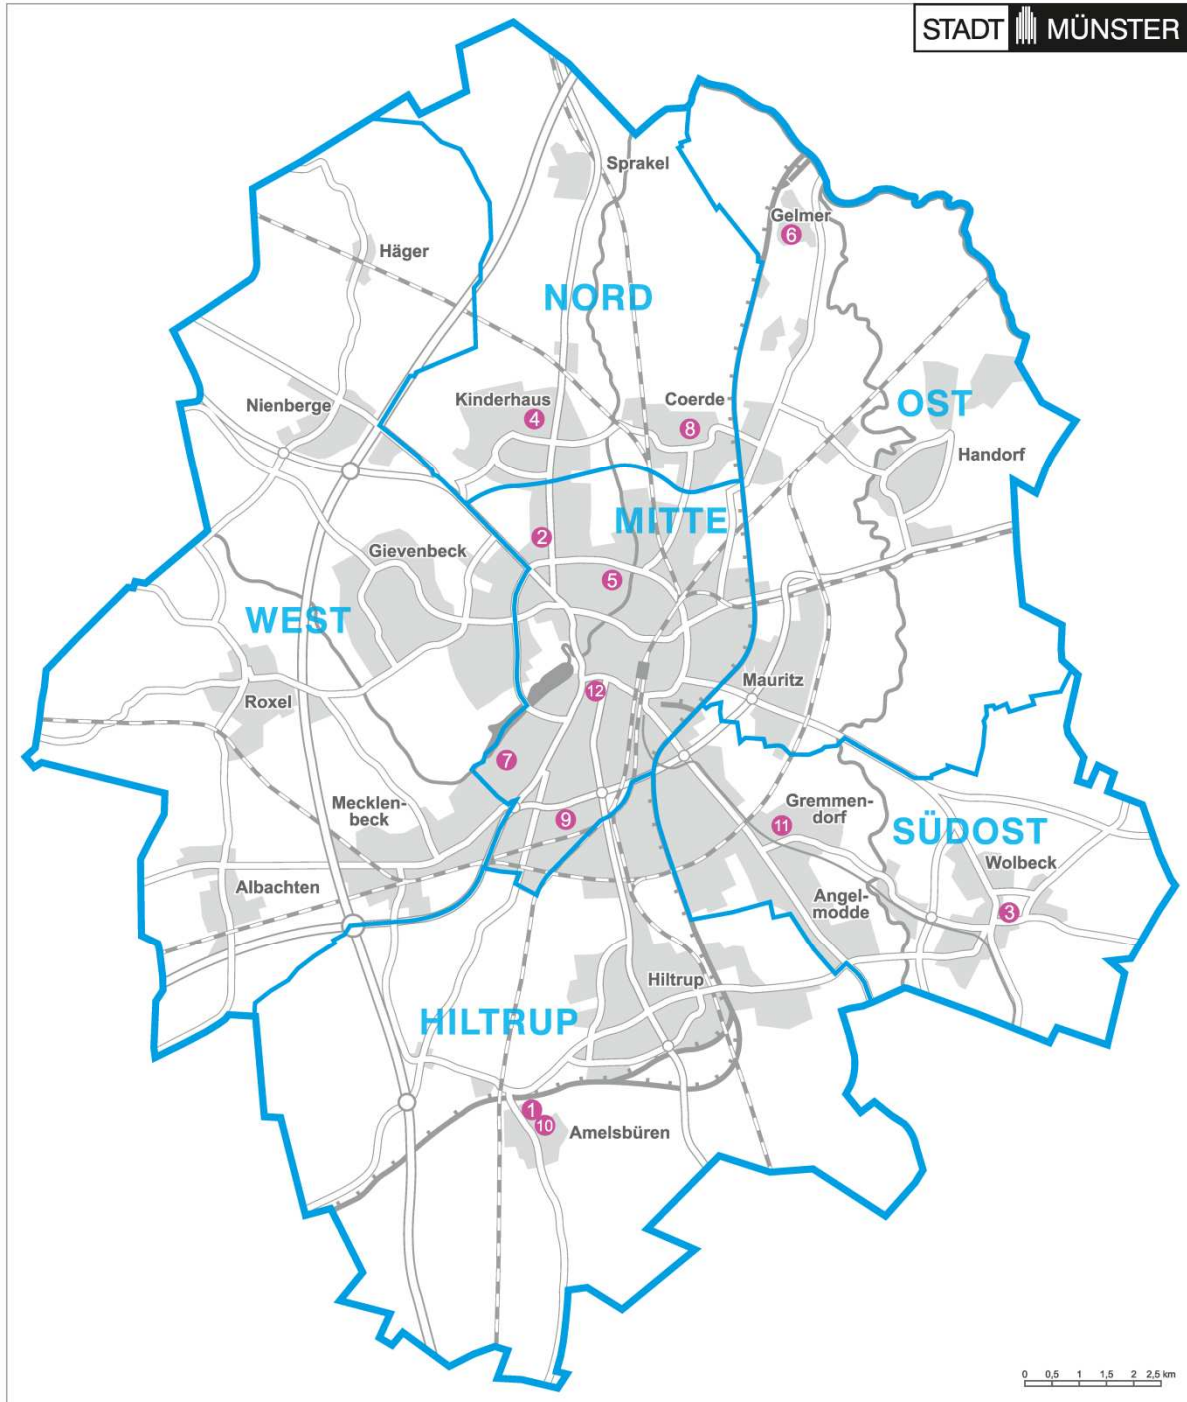 STADT MÜNSTER
Sprakel
Gelmer
6
Häger
NORD
Kinderhaus
4
Coerde
8
Nienberge
OST
Handorf
MITTE
2
Gievenbeck
5
WEST
Mauritz
12
Roxel
7
Mecklen-
beck
9
Gremmen-
dorf
11
SÜDOST
Wolbeck
3
Albachten
Angel-
modde
Hiltrup
HILTRUP
1
10
Amelsbüren
0 0,5 1 1,5 2 2,5 km